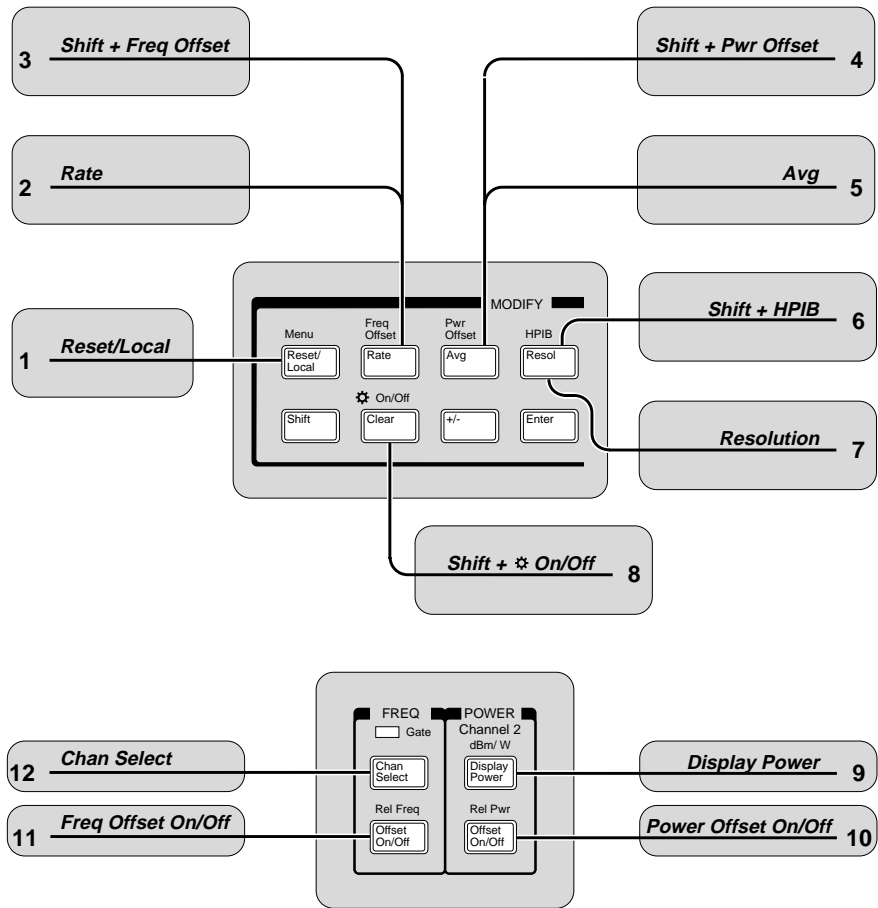 Shift + Freq Offset
3
Shift + Pwr Offset
4
Rate
2
Avg
5
MODIFY
Menu
Freq
Offset
Pwr
Offset
HPIB
Reset/
Local
Rate
Avg
Resol
On/Off
Shift
Clear
+/-
Enter
Reset/Local
1
Shift + HPIB
6
Resolution
7
Shift + ☼ On/Off
8
FREQ
POWER
Gate
Channel 2
dBm/ W
Chan
Select
Display
Power
Rel Freq
Rel Pwr
Offset
On/Off
Offset
On/Off
Chan Select
12
Display Power
9
Freq Offset On/Off
11
Power Offset On/Off
10